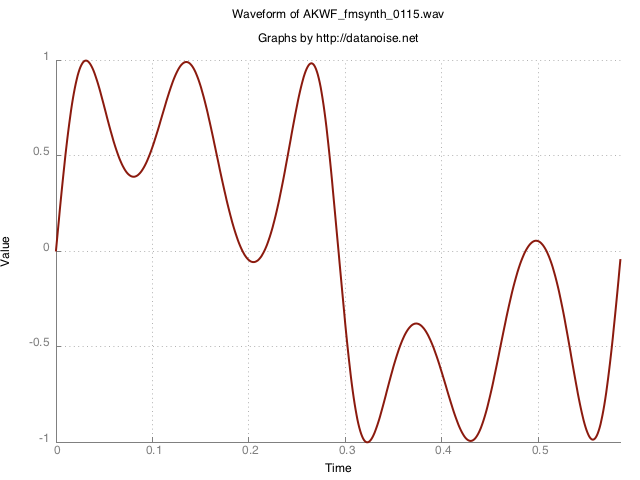 Waveform of AKWF_fmsynth_0115.wav
Graphs by http://datanoise.net
1
0.5
0
-0.5
-1
Value
0
0.1
0.2
0.3
0.4
0.5
Time